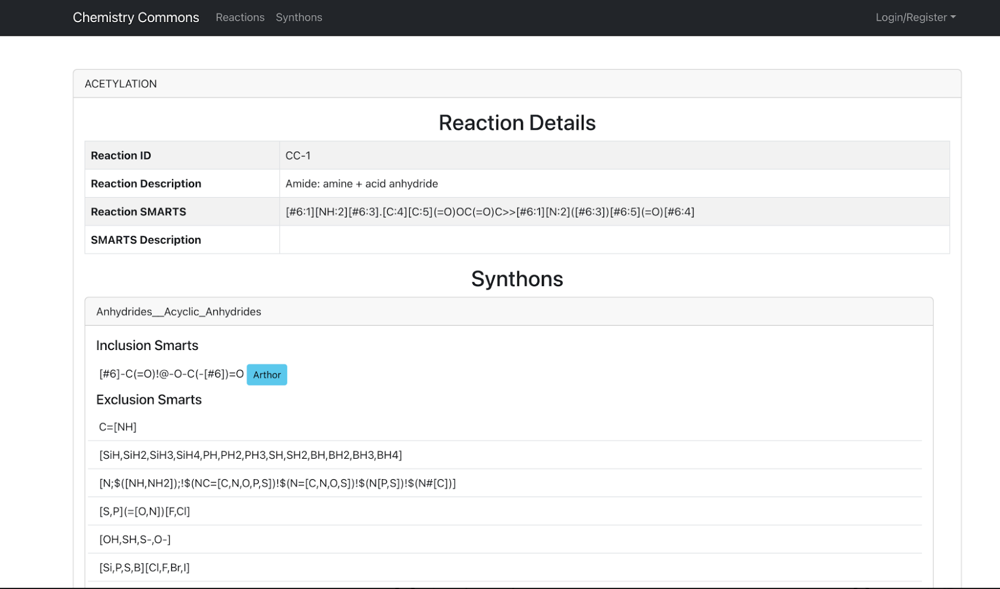 Chemistry Commons Reactions Synthons Login/Register
ACETYLATION
Reaction Details
Reaction ID CC-1
Reaction Description Amide: amine + acid anhydride
Reaction SMARTS [#6:1][NH:2][#6:3].[C:4][C:5](=O)OC(=O)C>>[#6:1][N:2]([#6:3])[#6:5](=O)[#6:4]
SMARTS Description
Synthons
Anhydrides__Acyclic_Anhydrides
Inclusion Smarts
[#6]-C(=O)!@-O-C(-[#6])=O Arthor
Exclusion Smarts
C=[NH]
[SiH,SiH2,SiH3,SiH4,PH,PH2,PH3,SH,SH2,BH,BH2,BH3,BH4]
[N;$([NH,NH2]);!$(NC=[C,N,O,P,S])!$(N=[C,N,O,S])!$(N[P,S])!$(N#[C])]
[S,P](=[O,N])[F,Cl]
[OH,SH,S-,O-]
[Si,P,S,B][Cl,F,Br,I]